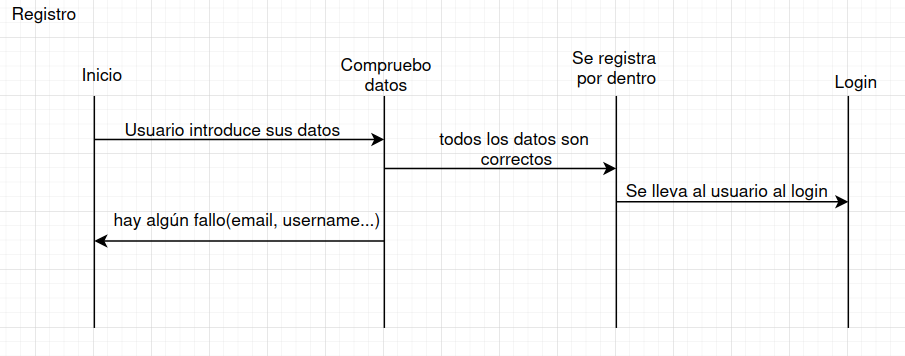 Registro
Inicio
Compruebo
datos
Se registra
por dentro
Login
Usuario introduce sus datos
todos los datos son
correctos
Se lleva al usuario al login
hay algún fallo(email, username...)